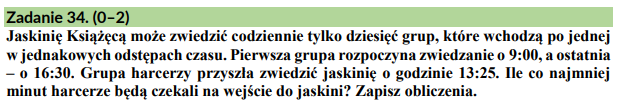 Zadanie 34. (0–2)
Jaskinię Książęcą może zwiedzić codziennie tylko dziesięć grup, które wchodzą po jednej
w jednakowych odstępach czasu. Pierwsza grupa rozpoczyna zwiedzanie o 9:00, a ostatnia
– o 16:30. Grupa harcerzy przyszła zwiedzić jaskinię o godzinie 13:25. Ile co najmniej
minut harcerze będą czekali na wejście do jaskini? Zapisz obliczenia.